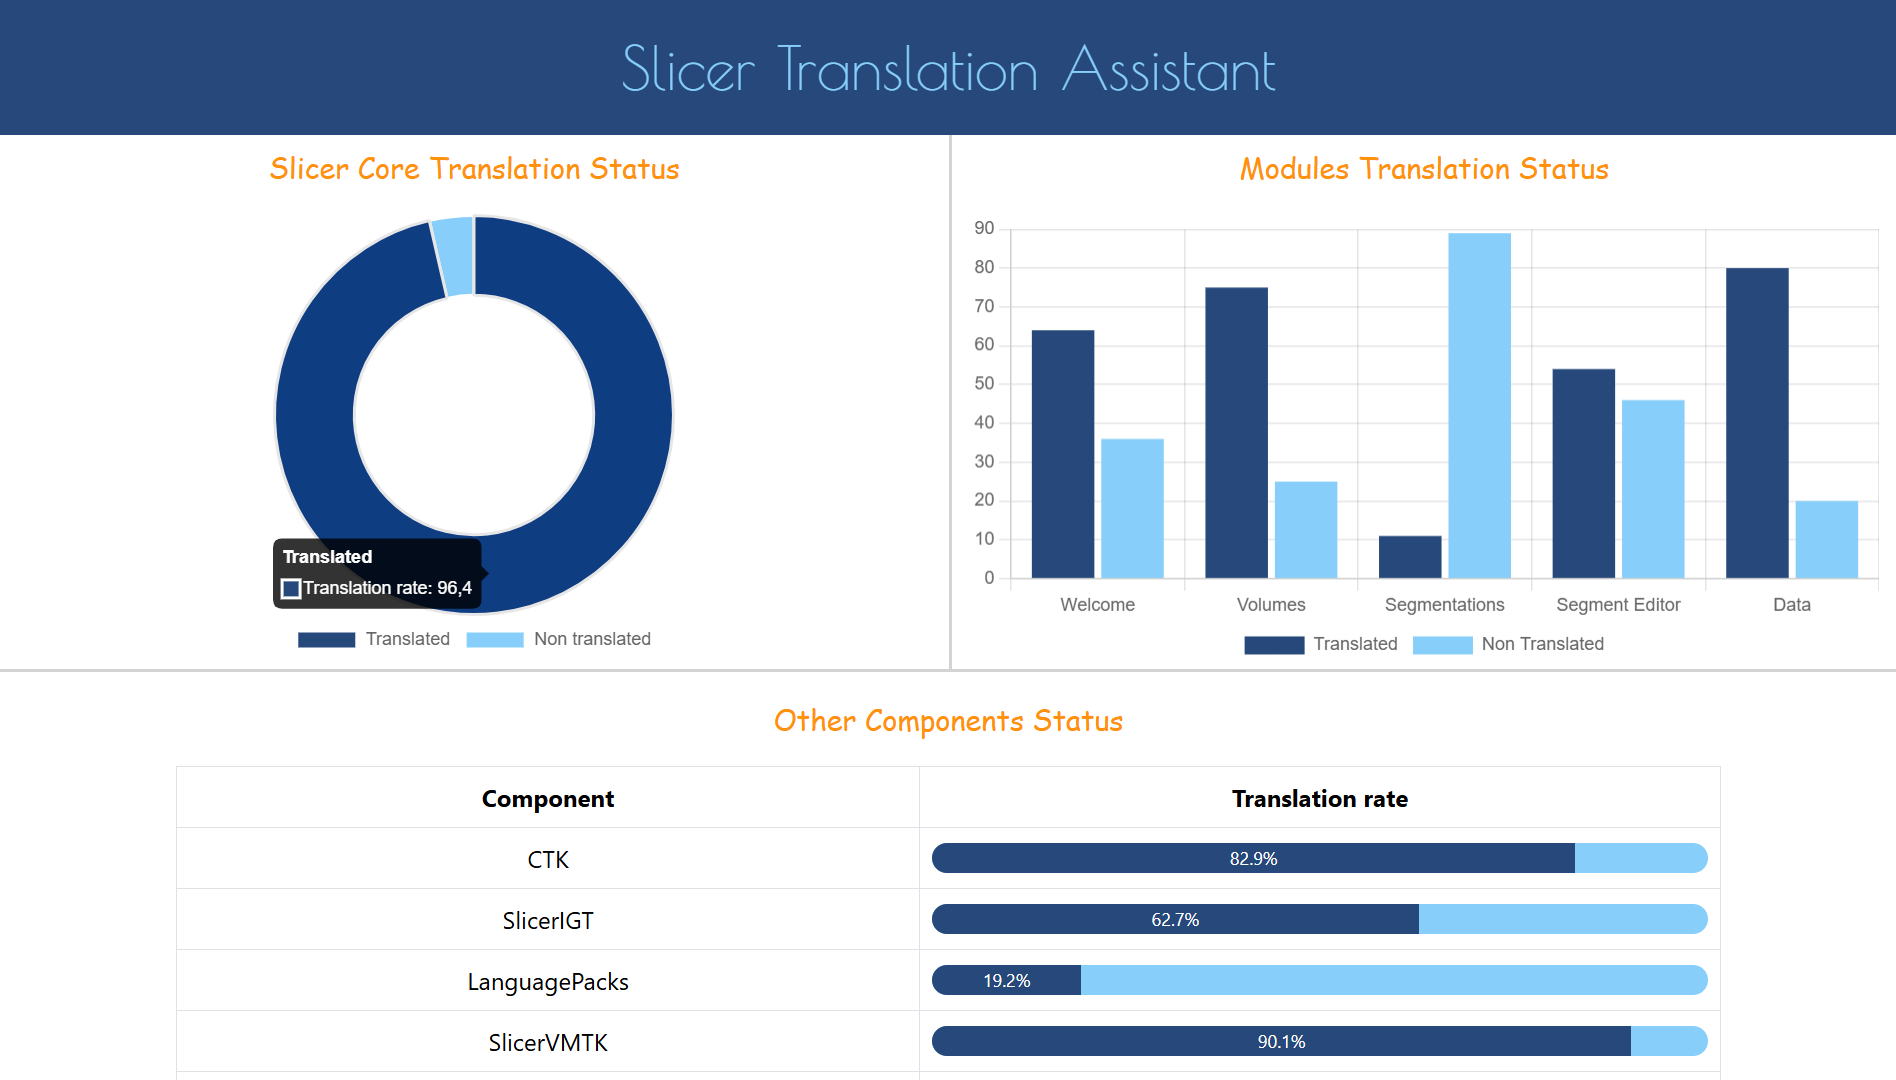 Slicer Translation Assistant
Slicer Core Translation Status
Translated
Translation rate: 96,4
Translated Non translated
Modules Translation Status
90
80
70
60
50
40
30
20
10
0
Welcome Volumes Segmentations Segment Editor Data
Translated Non Translated
Other Components Status
Component Translation rate
CTK 82.9%
SlicerIGT 62.7%
LanguagePacks 19.2%
SlicerVMTK 90.1%